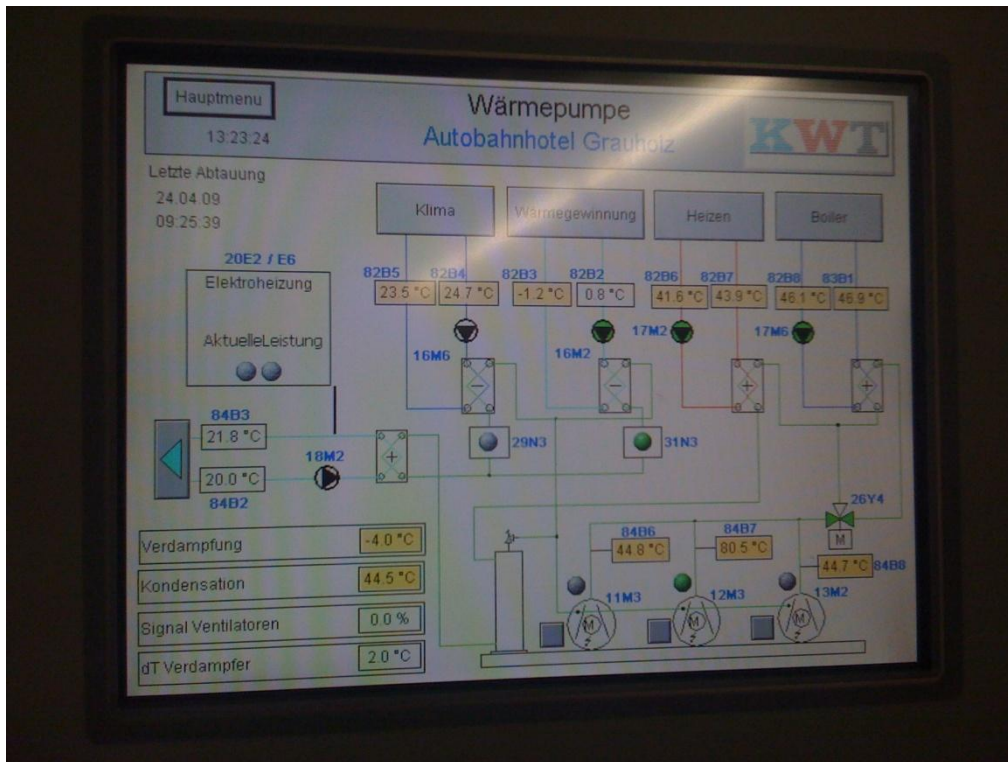 Hauptmenu
13:23:24
Wärmepumpe
Autobahnhotel Grauholz
KWT
Letzte Abtauung
24.04.09
09:25:39
Klima
Wärmegewinnung
Heizen
Boiler
20E2 / E6
Elektroheizung
AktuelleLeistung
82B5
82B4
82B3
82B2
82B6
82B7
82B8
83B1
23.5 °C
24.7 °C
-1.2 °C
0.8 °C
41.6 °C
43.9 °C
46.1 °C
46.9 °C
16M6
16M2
17M2
17M6
84B3
21.8 °C
18M2
20.0 °C
84B2
29N3
31N3
26Y4
M
Verdampfung
-4.0 °C
Kondensation
44.5 °C
Signal Ventilatoren
0.0 %
dT Verdampfer
2.0 °C
84B6
44.8 °C
84B7
80.5 °C
44.7 °C
84B8
11M3
12M3
13M2
M
M
M